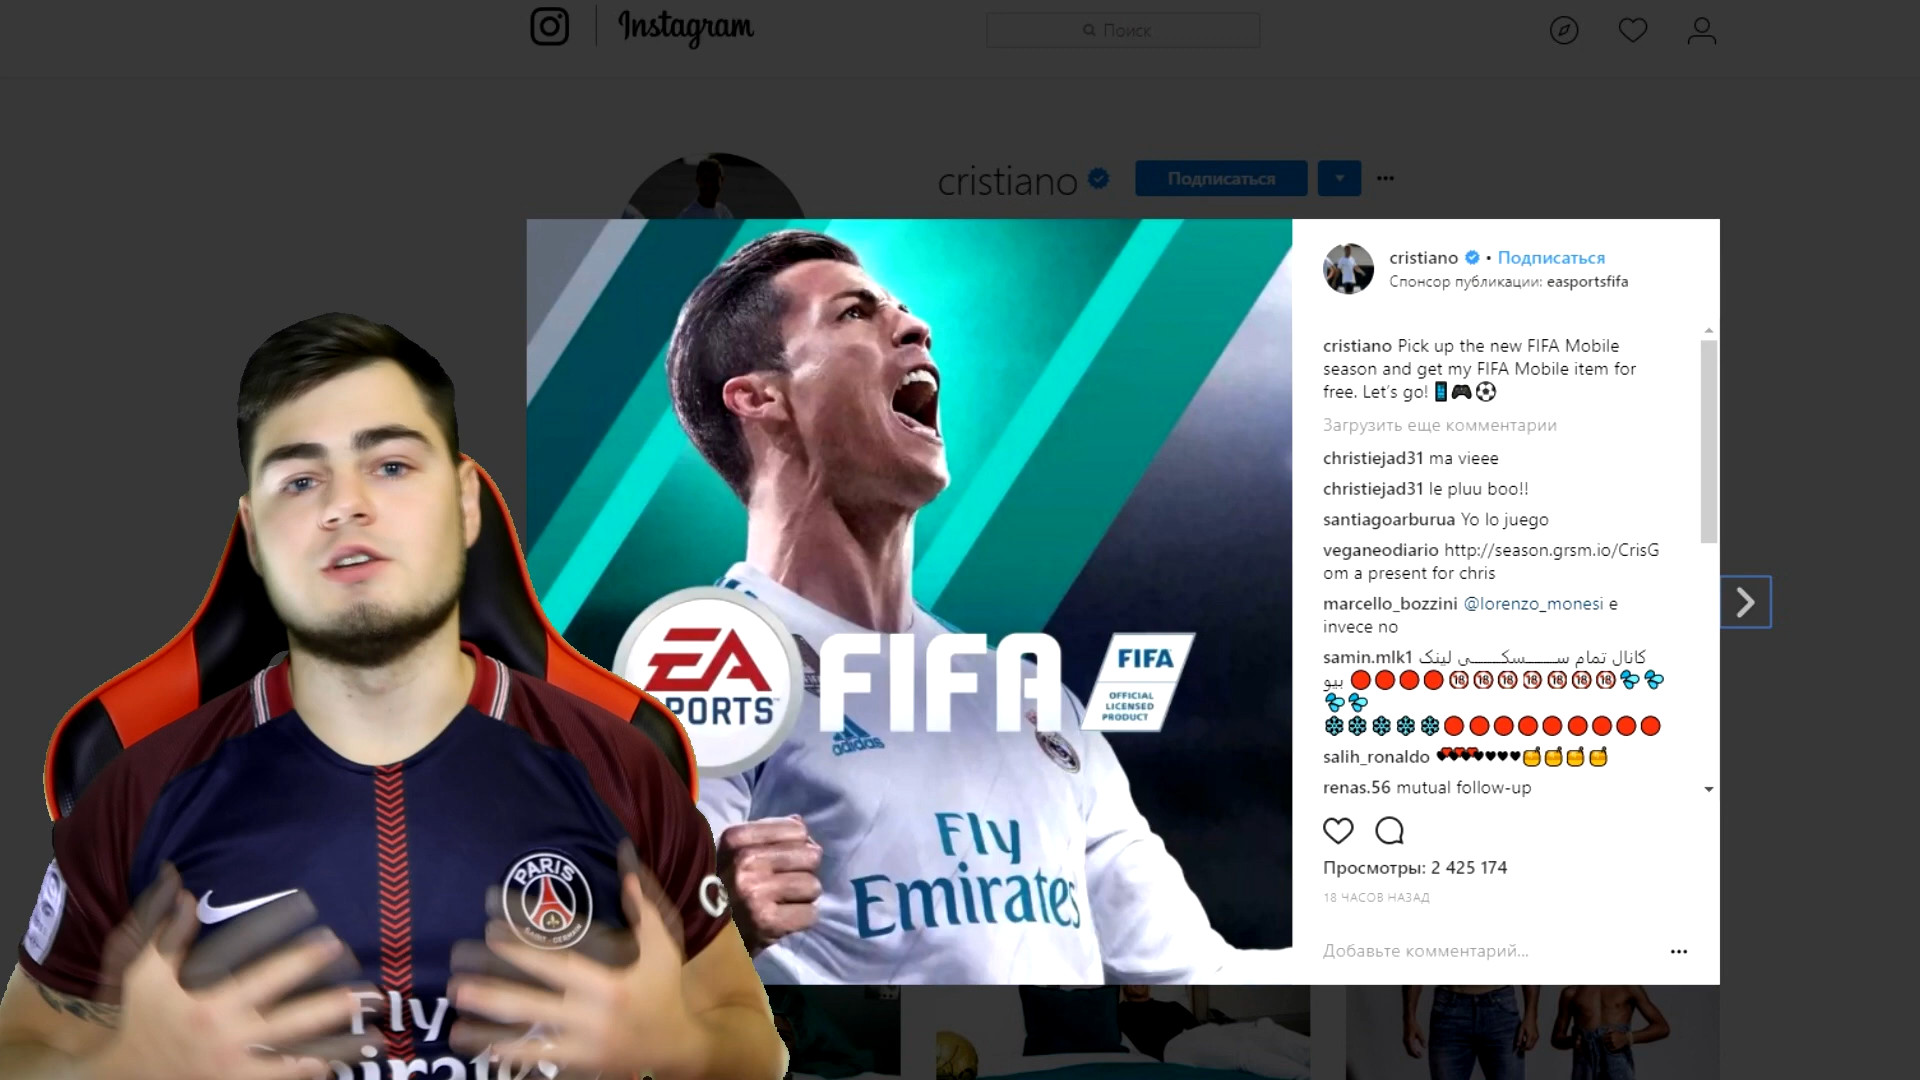 Instagram
Поиск
cristiano
Подписаться
cristiano • Подписаться
Спонсор публикации: easportsfifa
cristiano Pick up the new FIFA Mobile
season and get my FIFA Mobile item for
free. Let's go! 📱🎮⚽
Загрузить еще комментарии
christiejad31 ma vieee
christiejad31 le pluu boo!!
santiagoarburua Yo lo juego
veganeodiario http://season.grsm.io/CrisG
om a present for chris
marcello_bozzini @lorenzo_monesi e
invece no
samin.mlk1 کانال تمام ســـسکـــی لینک
بیو 🔴🔴🔴🔴🔞🔞🔞🔞🔞🔞🔞💦💦
💦💦
❄❄❄❄❄🔴🔴🔴🔴🔴🔴🔴🔴🔴
salih_ronaldo ❤❤❤♥♥♥♥🍯🍯🍯🍯
renas.56 mutual follow-up
Просмотры: 2 425 174
18 ЧАСОВ НАЗАД
Добавьте комментарий...
EA
PORTS
FIFA
FIFA
OFFICIAL
LICENSED
PRODUCT
adidas
Fly
Emirates
PARIS
SAINT-GERMAIN
Fly